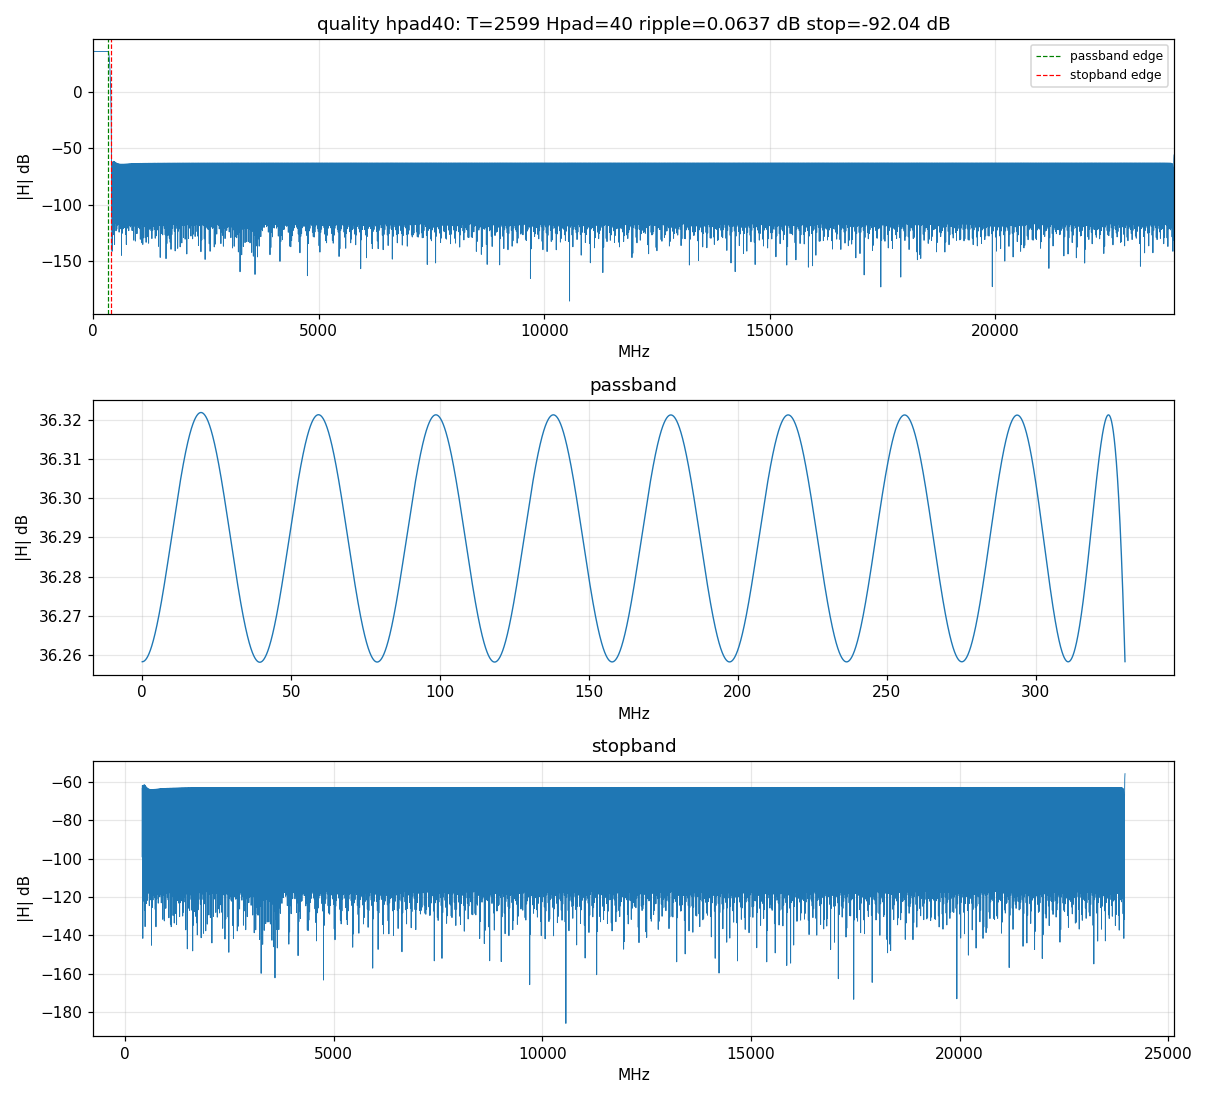 quality hpad40: T=2599 Hpad=40 ripple=0.0637 dB stop=-92.04 dB
|H| dB
0
−50
−100
−150
passband edge
stopband edge
0 5000 10000 15000 20000
MHz
passband
|H| dB
36.32
36.31
36.30
36.29
36.28
36.27
36.26
0 50 100 150 200 250 300
MHz
stopband
|H| dB
−60
−80
−100
−120
−140
−160
−180
0 5000 10000 15000 20000 25000
MHz